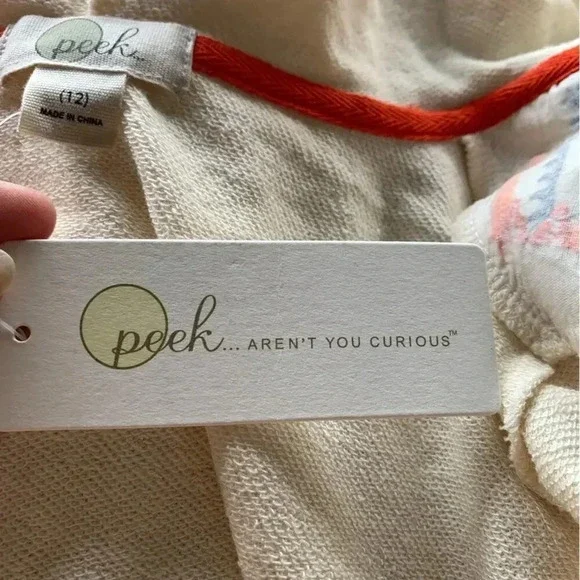 peek...
(12)
MADE IN CHINA
peek... AREN'T YOU CURIOUS™